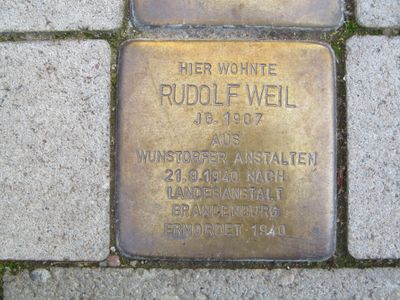 HIER WOHNTE
RUDOLF WEIL
JG. 1907
AUS
WUNSTORFER ANSTALTEN
21.9.1940 NACH
LANDESANSTALT
BRANDENBURG
ERMORDET 1940